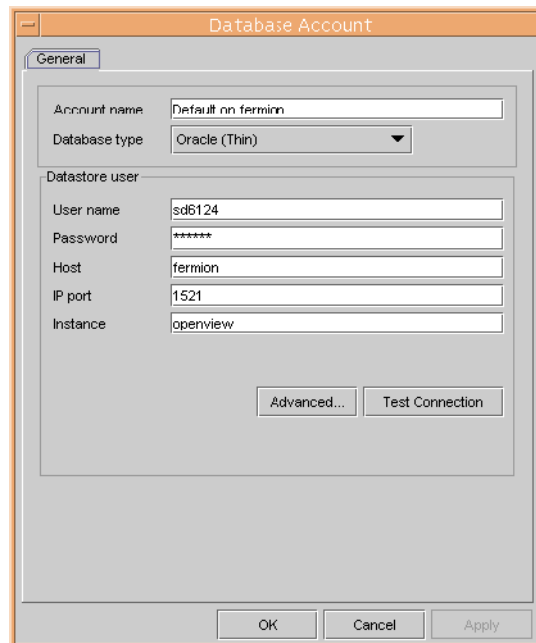 Database Account
General
Account name Default on fermion
Database type Oracle (Thin)
Datastore user
User name sd6124
Password ******
Host fermion
IP port 1521
Instance openview
Advanced... Test Connection
OK Cancel Apply